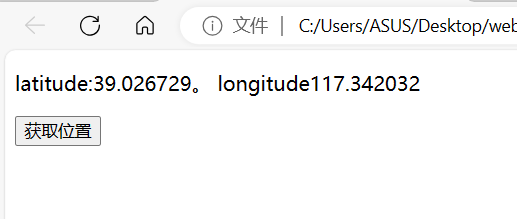 文件 | C:/Users/ASUS/Desktop/web
latitude:39.026729。 longitude117.342032
获取位置